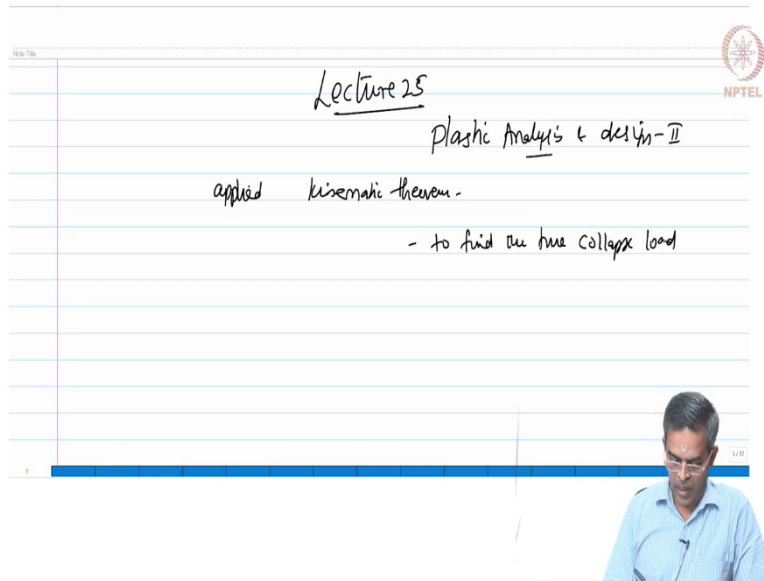 Note Title
Lecture 25
NPTEL
Plastic Analysis & design-II
applied kinematic theorem -
- to find the true collapse load
1/17
1